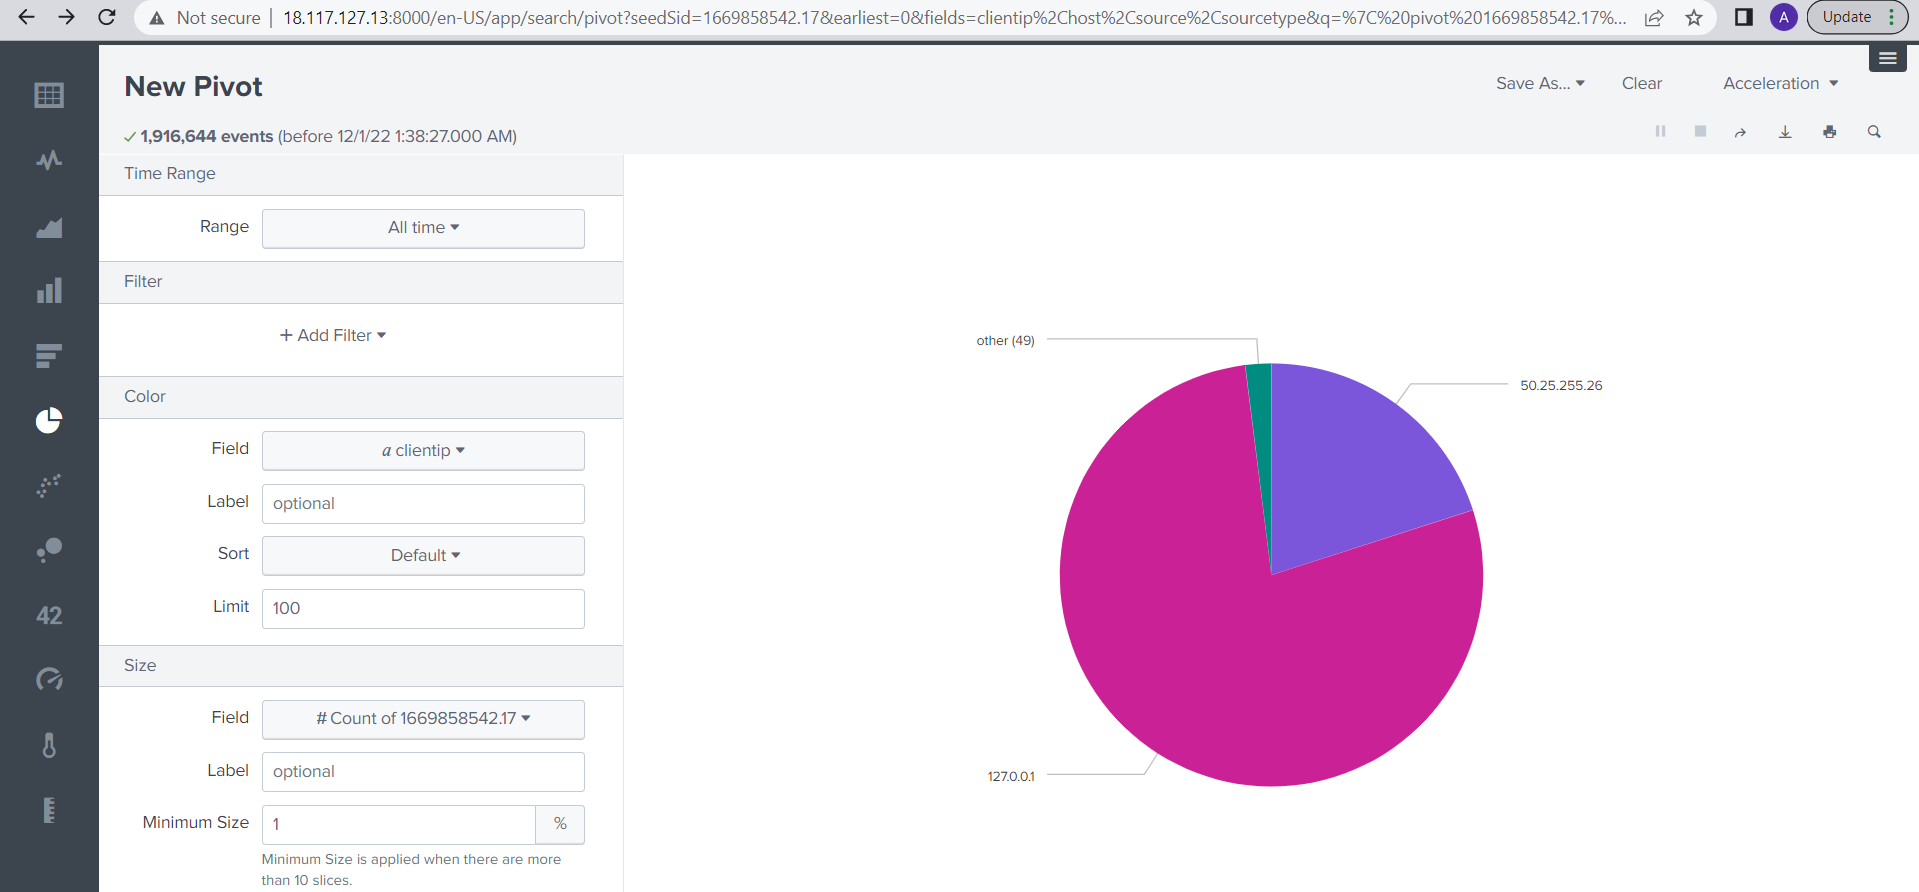 Not secure | 18.117.127.13:8000/en-US/app/search/pivot?seedSid=1669858542.17&earliest=0&fields=clientip%2Chost%2Csource%2Csourcetype&q=%7C%20pivot%201669858542.17%...
A
Update
New Pivot
Save As...
Clear
Acceleration
1,916,644 events (before 12/1/22 1:38:27.000 AM)
Time Range
Range
All time
Filter
+ Add Filter
Color
Field
a clientip
Label
optional
Sort
Default
Limit
100
Size
Field
# Count of 1669858542.17
Label
optional
Minimum Size
1
%
Minimum Size is applied when there are more
than 10 slices.
42
other (49)
50.25.255.26
127.0.0.1